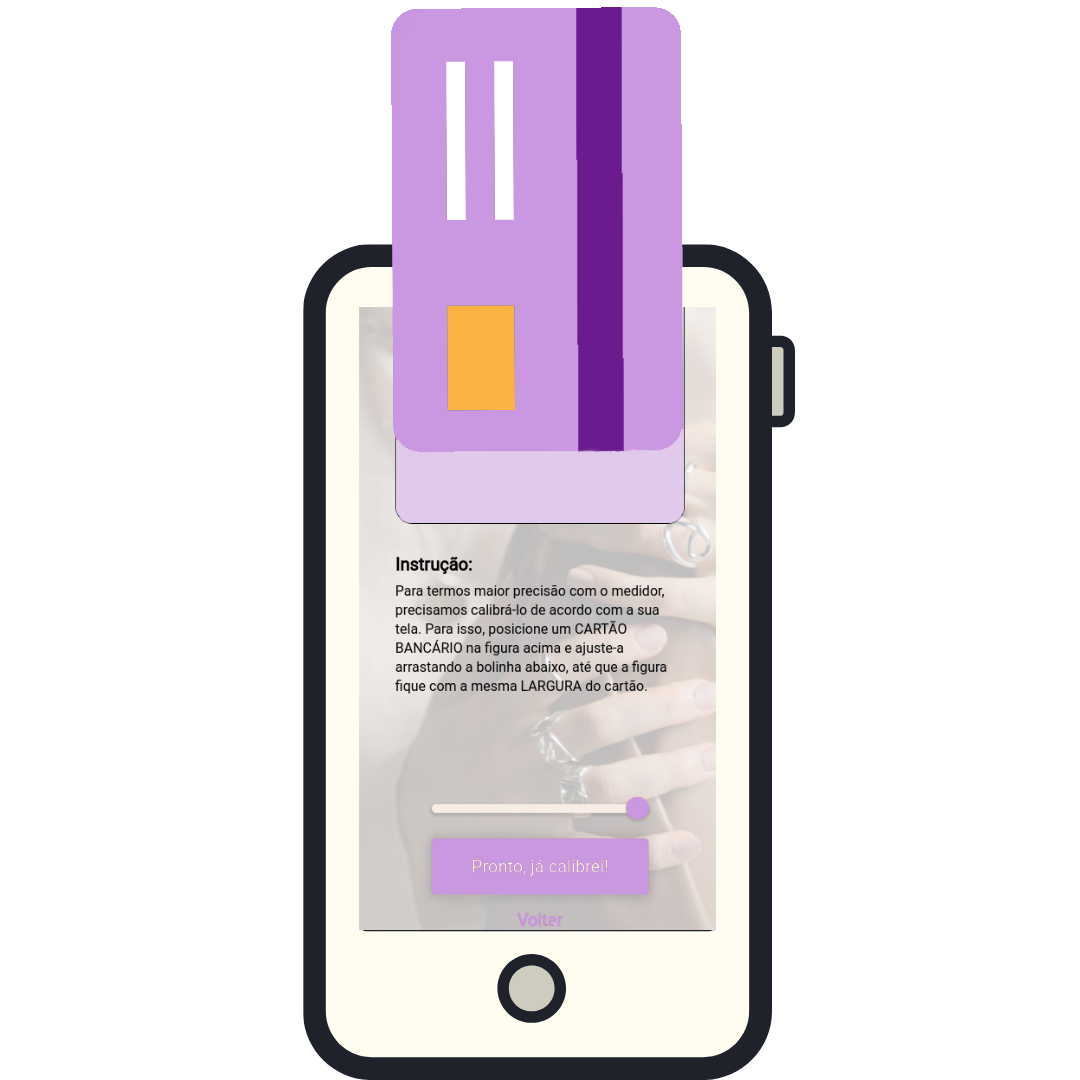 Instrução:
Para termos maior precisão com o medidor,
precisamos calibrá-lo de acordo com a sua
tela. Para isso, posicione um CARTÃO
BANCÁRIO na figura acima e ajuste-a
arrastando a bolinha abaixo, até que a figura
fique com a mesma LARGURA do cartão.
Pronto, já calibrei!
Volter